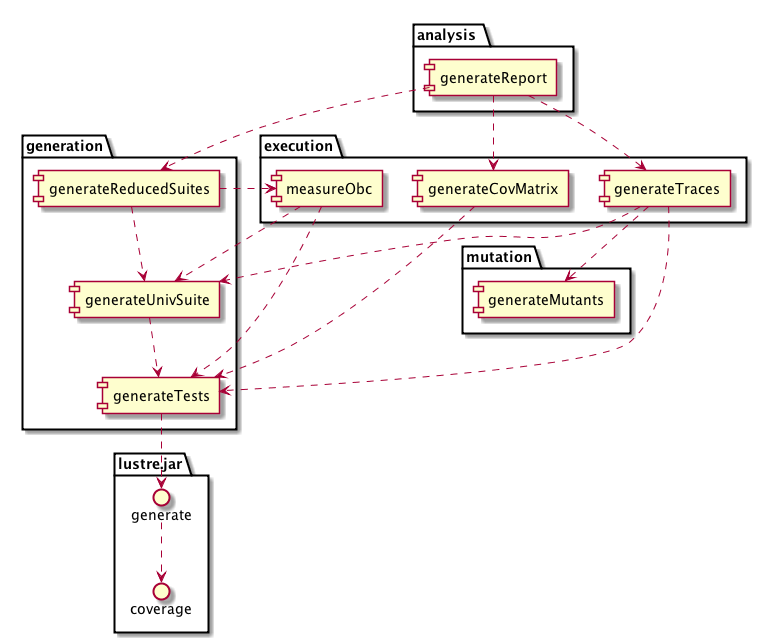 analysis
generateReport
generation
execution
generateReducedSuites
measureObc
generateCovMatrix
generateTraces
mutation
generateUnivSuite
generateMutants
generateTests
lustre.jar
generate
coverage